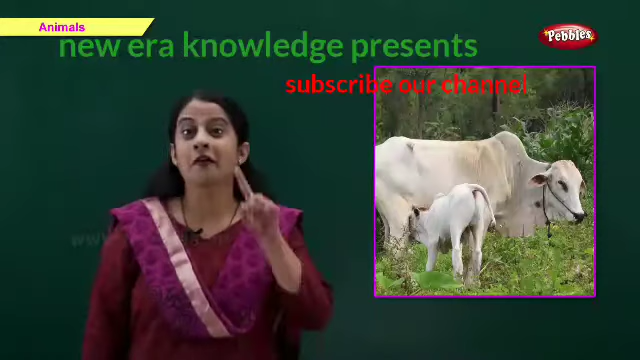 Animals
Pebbles
new era knowledge presents
subscribe our channel